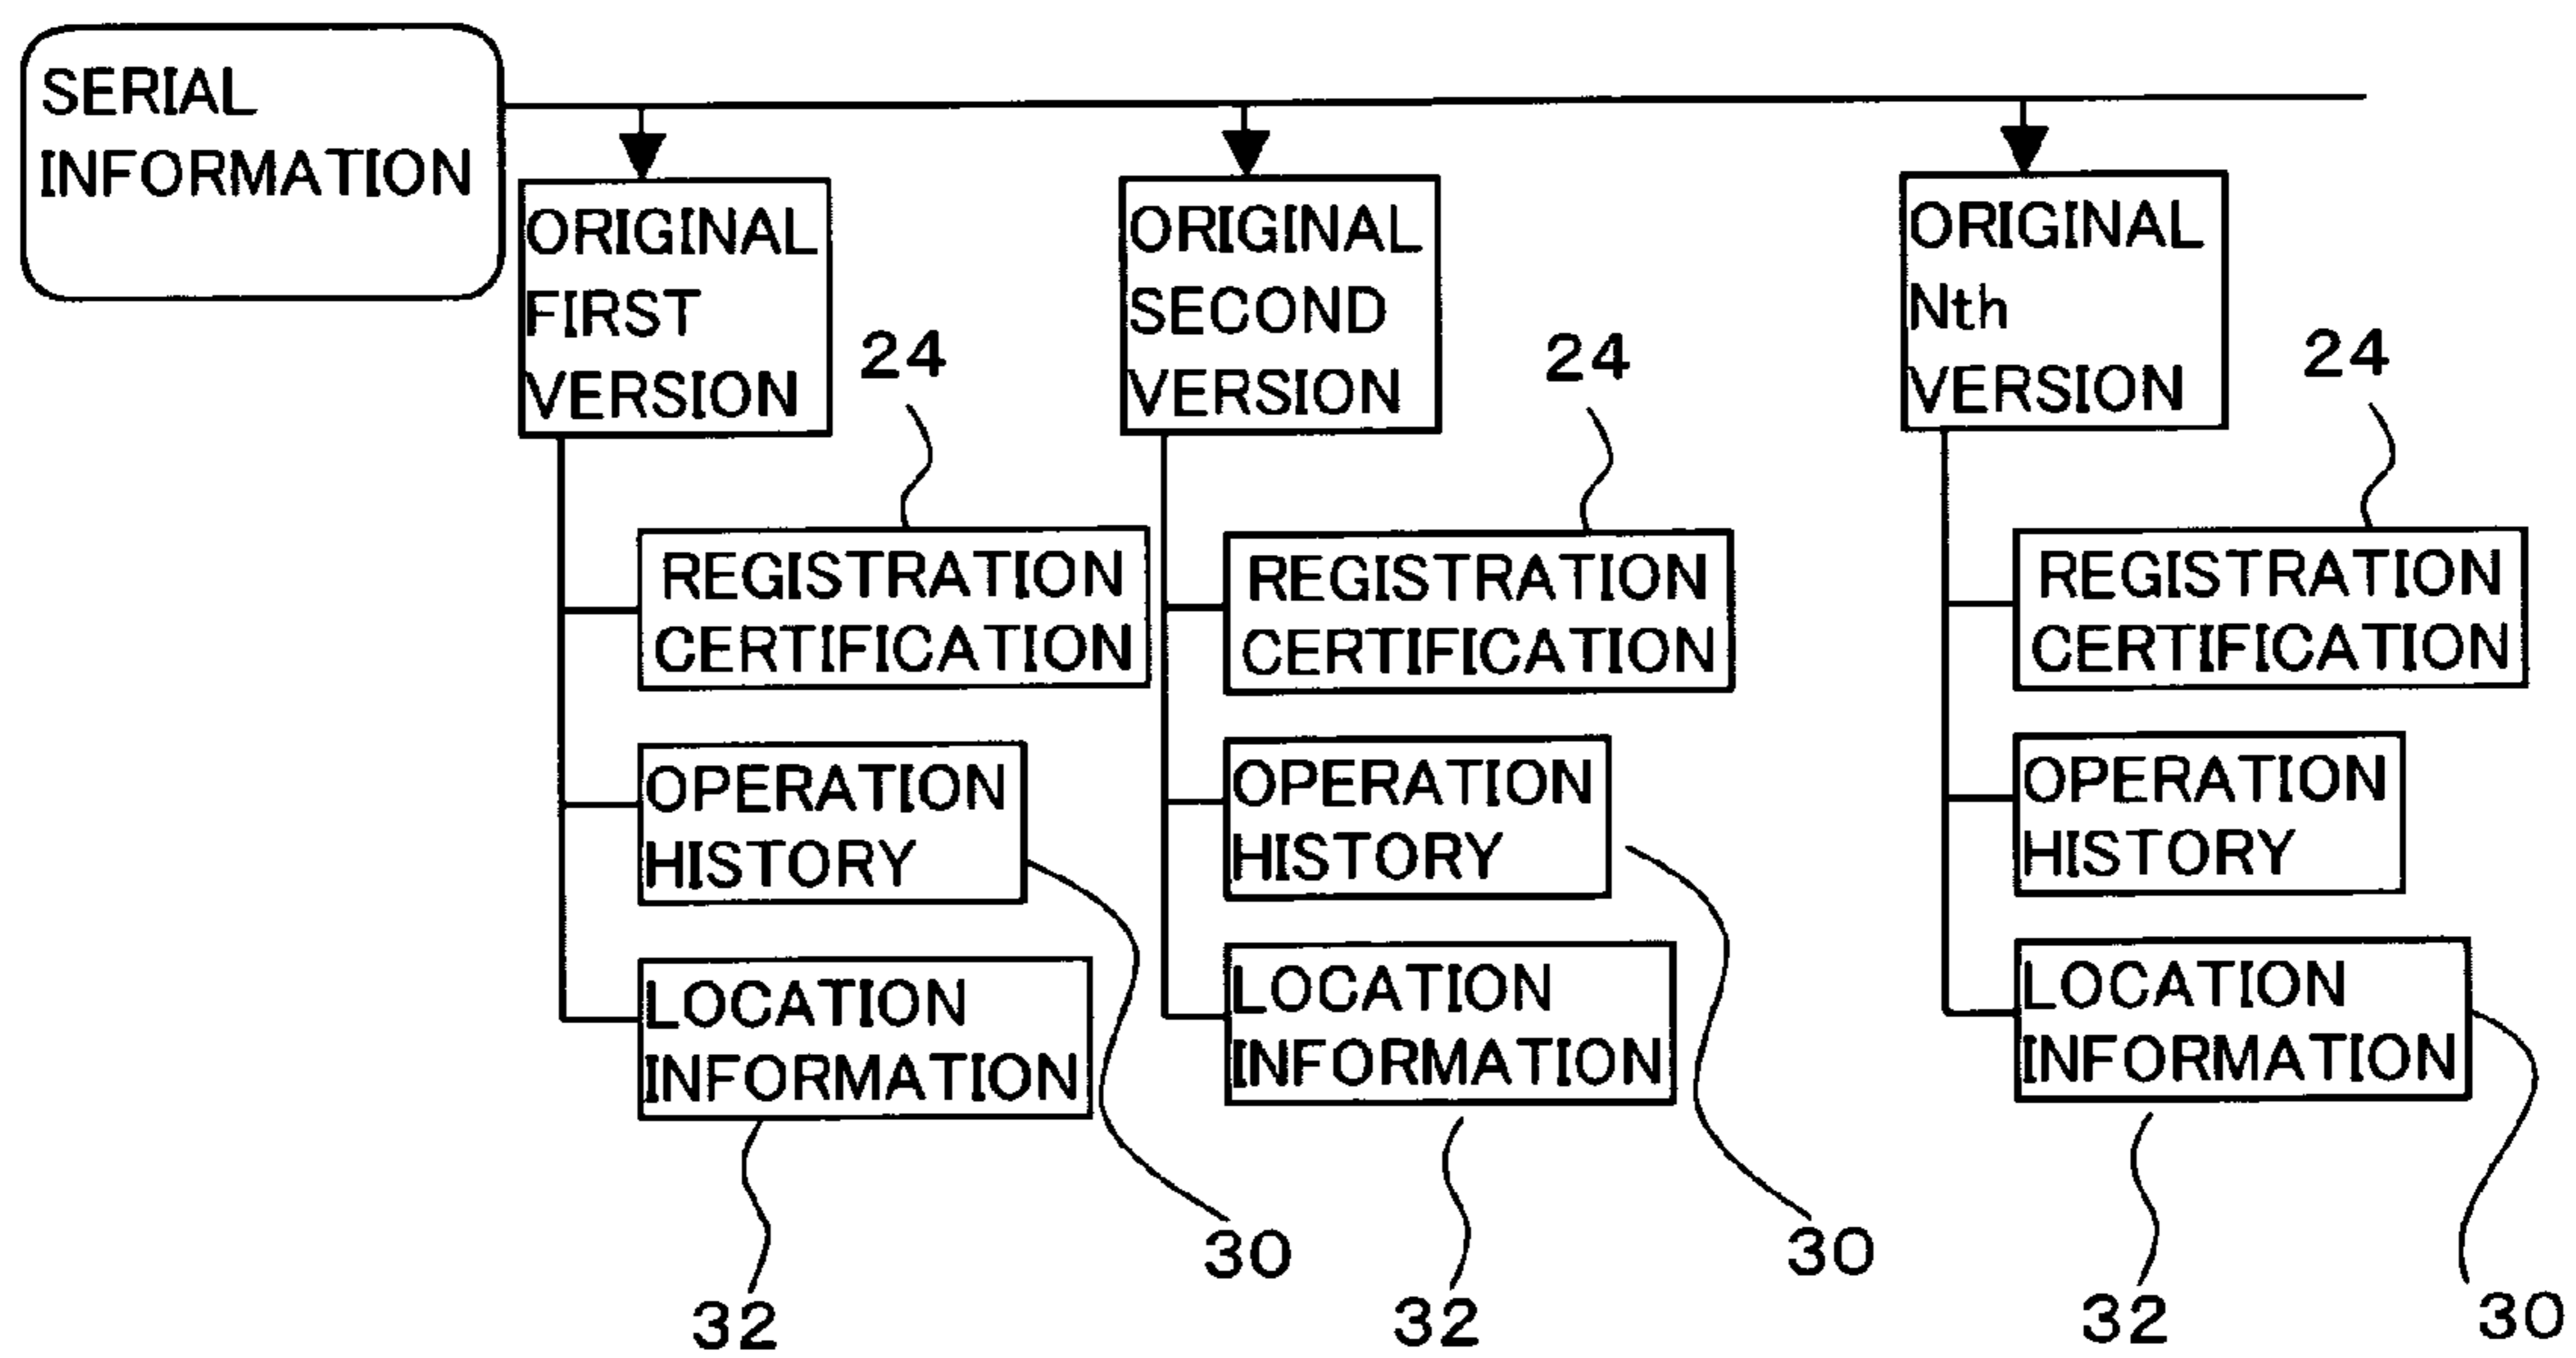 SERIAL
INFORMATION
ORIGINAL
FIRST
VERSION
24
REGISTRATION
CERTIFICATION
OPERATION
HISTORY
30
LOCATION
INFORMATION
32
ORIGINAL
SECOND
VERSION
24
REGISTRATION
CERTIFICATION
OPERATION
HISTORY
30
LOCATION
INFORMATION
32
ORIGINAL
Nth
VERSION
24
REGISTRATION
CERTIFICATION
OPERATION
HISTORY
LOCATION
INFORMATION
32
30